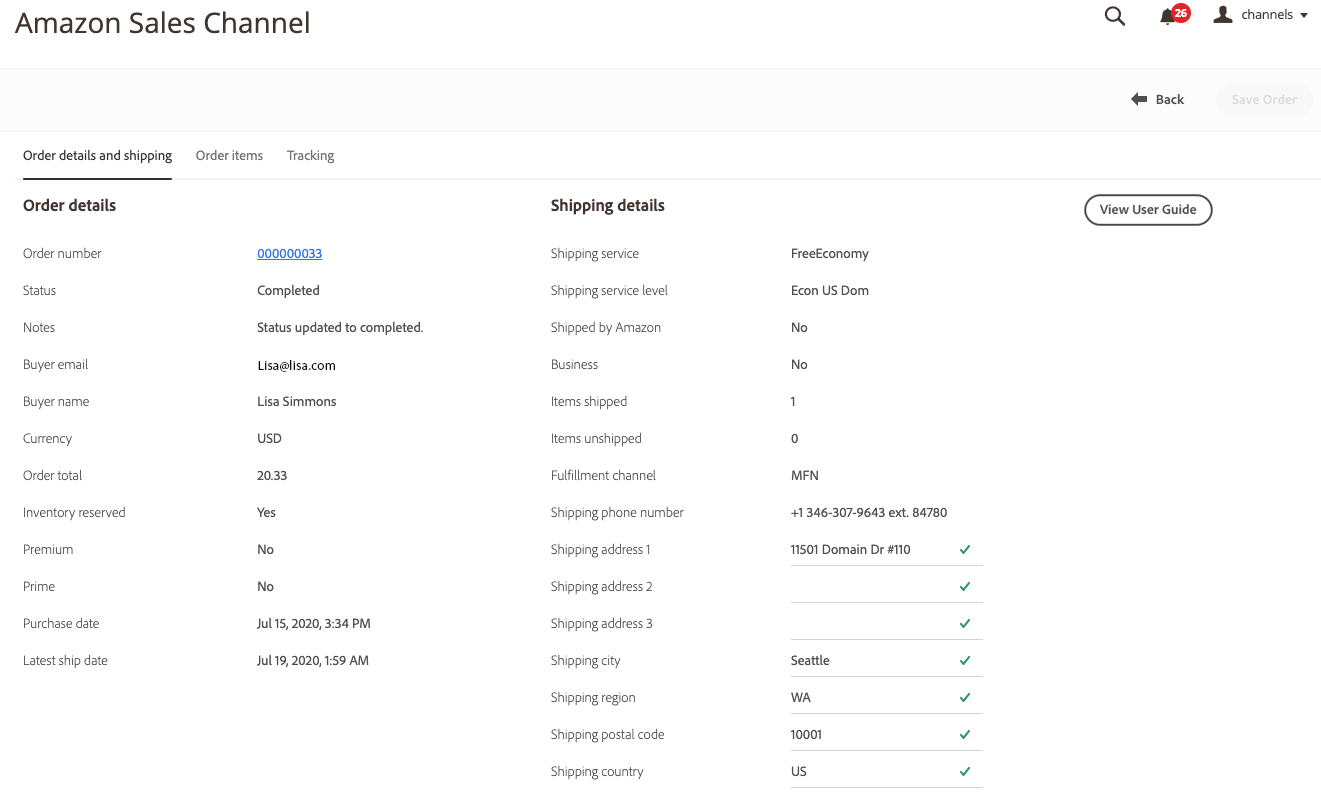 Amazon Sales Channel
26
channels
Back
Save Order
Order details and shipping
Order items
Tracking
Order details
Order number 000000033
Status Completed
Notes Status updated to completed.
Buyer email Lisa@lisa.com
Buyer name Lisa Simmons
Currency USD
Order total 20.33
Inventory reserved Yes
Premium No
Prime No
Purchase date Jul 15, 2020, 3:34 PM
Latest ship date Jul 19, 2020, 1:59 AM
Shipping details
View User Guide
Shipping service FreeEconomy
Shipping service level Econ US Dom
Shipped by Amazon No
Business No
Items shipped 1
Items unshipped 0
Fulfillment channel MFN
Shipping phone number +1 346-307-9643 ext. 84780
Shipping address 1 11501 Domain Dr #110
Shipping address 2
Shipping address 3
Shipping city Seattle
Shipping region WA
Shipping postal code 10001
Shipping country US